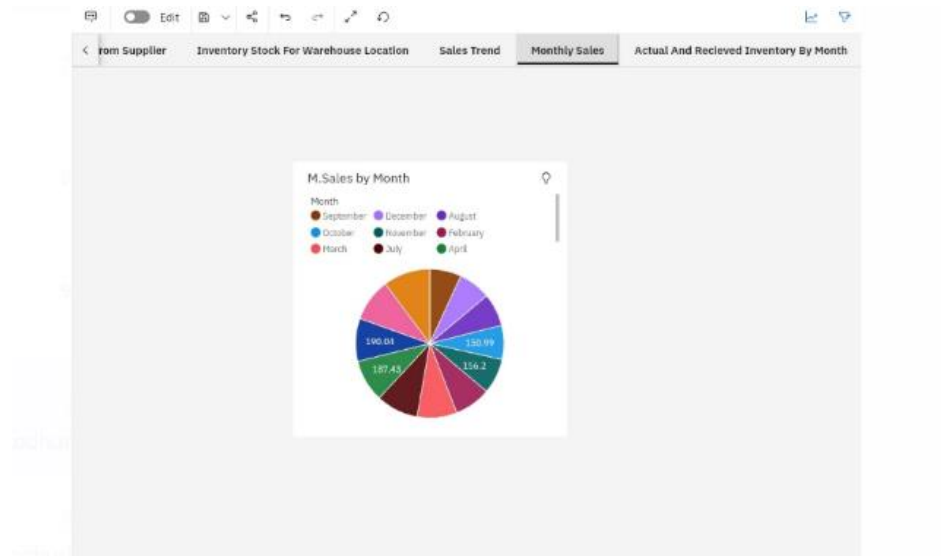 Edit
rom Supplier Inventory Stock For Warehouse Location Sales Trend Monthly Sales Actual And Recieved Inventory By Month
M.Sales by Month
Month
September December August
October November February
March July April
190.04 150.99
187.43 156.2